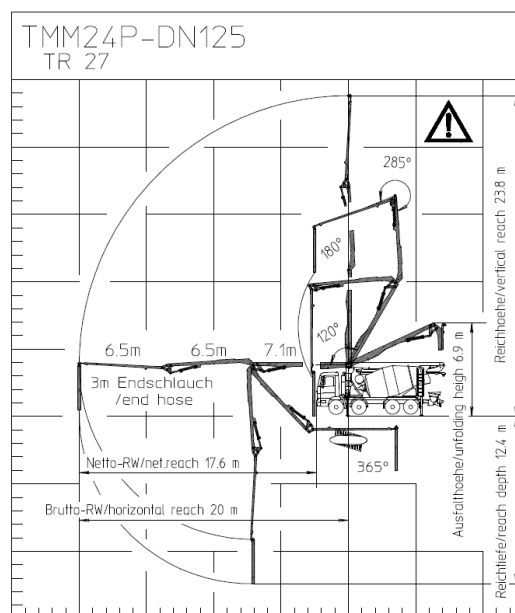 TMM24P-DN125
TR 27
285°
180°
120°
6.5m 6.5m 7.1m
3m Endschlauch
/end hose
365°
Netto-RW/net.reach 17.6 m
Brutto-RW/horizontal reach 20 m
Reichhoehe/vertical reach 23.8 m
Ausfalthoehe/unfolding heigh 6.9 m
Reichtiefe/reach depth 12.4 m